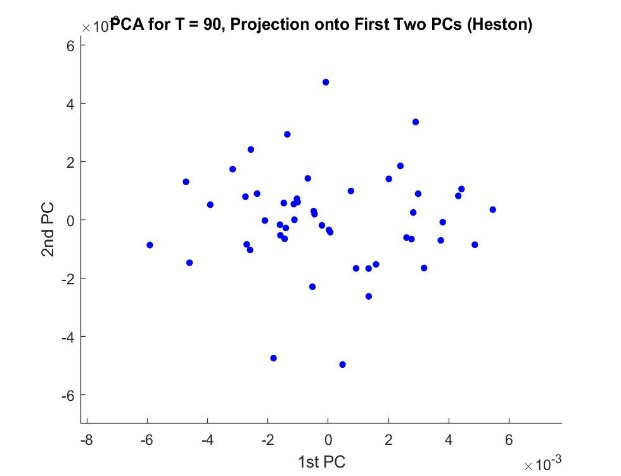 ×10
PCA for T = 90, Projection onto First Two PCs (Heston)
6
4
2
0
-2
-4
-6
2nd PC
-8 -6 -4 -2 0 2 4 6
1st PC
×10⁻³